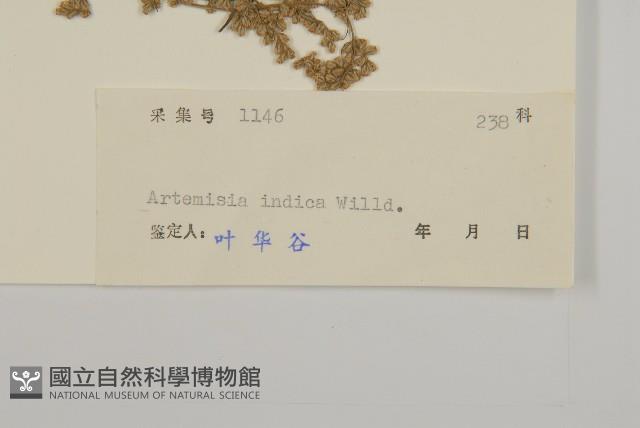 采集号 1146 238 科
Artemisia indica Willd.
鉴定人: 叶华谷 年 月 日
國立自然科學博物館
NATIONAL MUSEUM OF NATURAL SCIENCE